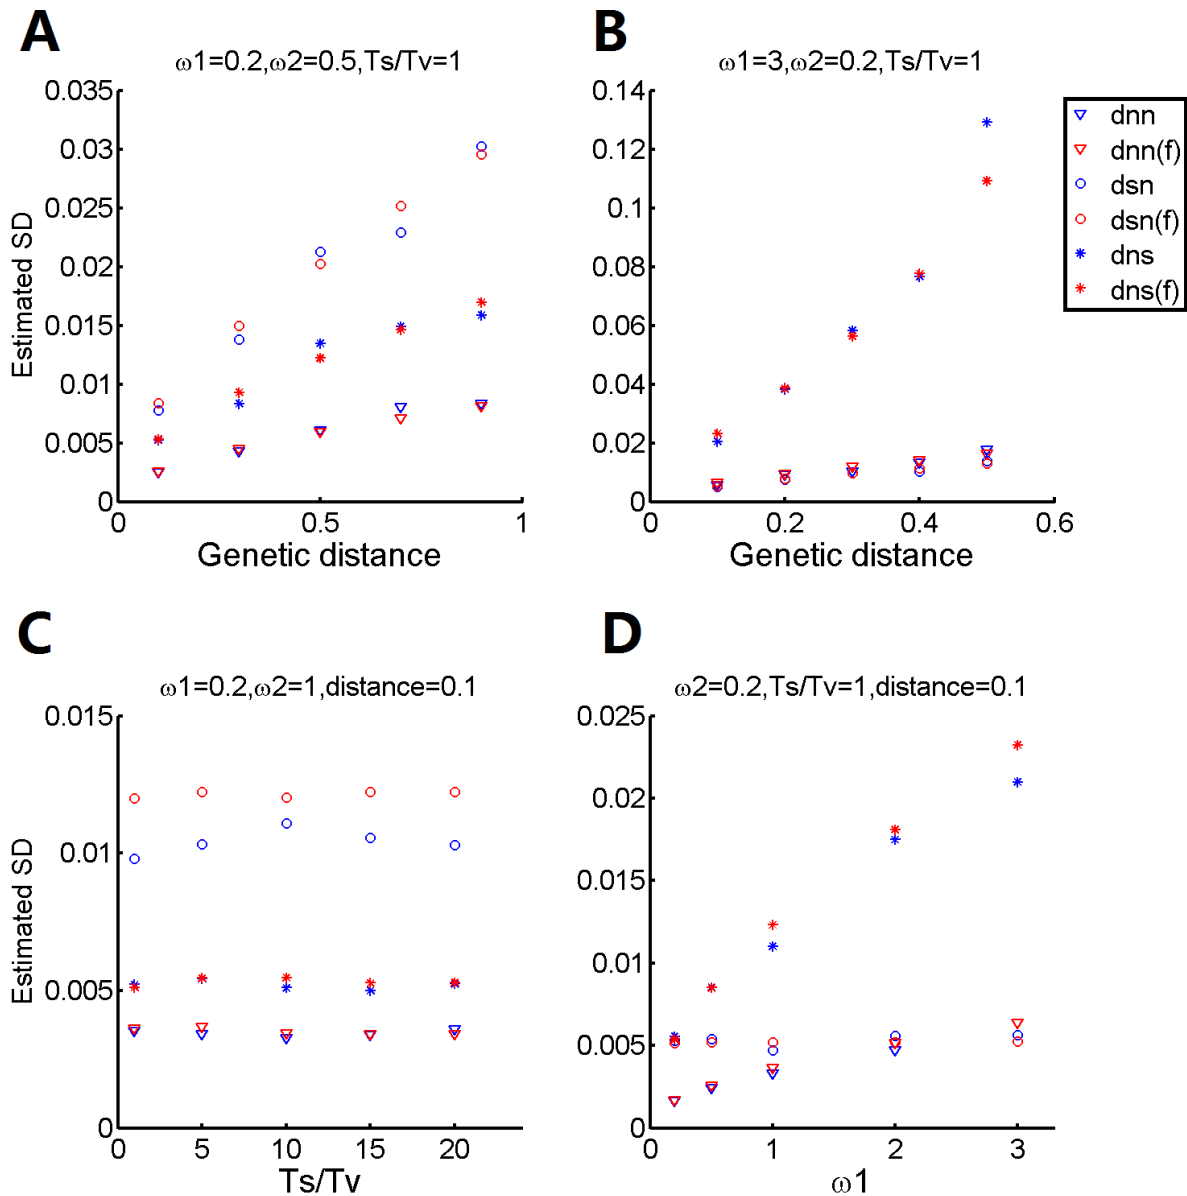 A
ω1=0.2,ω2=0.5,Ts/Tv=1
0.035
0.03
0.025
0.02
0.015
0.01
0.005
0
0 0.5 1
Estimated SD
Genetic distance
B
ω1=3,ω2=0.2,Ts/Tv=1
0.14
0.12
0.1
0.08
0.06
0.04
0.02
0
0 0.2 0.4 0.6
Genetic distance
dnn
dnn(f)
dsn
dsn(f)
dns
dns(f)
C
ω1=0.2,ω2=1,distance=0.1
0.015
0.01
0.005
0
0 5 10 15 20
Estimated SD
Ts/Tv
D
ω2=0.2,Ts/Tv=1,distance=0.1
0.025
0.02
0.015
0.01
0.005
0
0 1 2 3
ω1